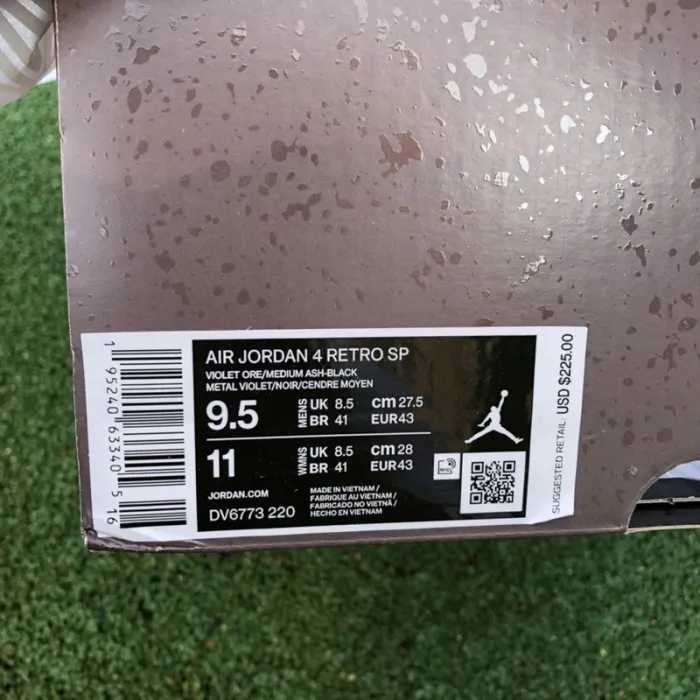 AIR JORDAN 4 RETRO SP
VIOLET ORE/MEDIUM ASH-BLACK
METAL VIOLET/NOIR/CENDRE MOYEN
9.5 MENS UK 8.5 cm 27.5
BR 41 EUR 43
11 WMNS UK 8.5 cm 28
BR 41 EUR 43
JORDAN.COM
DV6773 220
MADE IN VIETNAM /
FABRIQUE AU VIETNAM /
FABRICADO NO VIETNÃ /
HECHO EN VIETNAM
1 95240 63340 5 16
SUGGESTED RETAIL USD $225.00